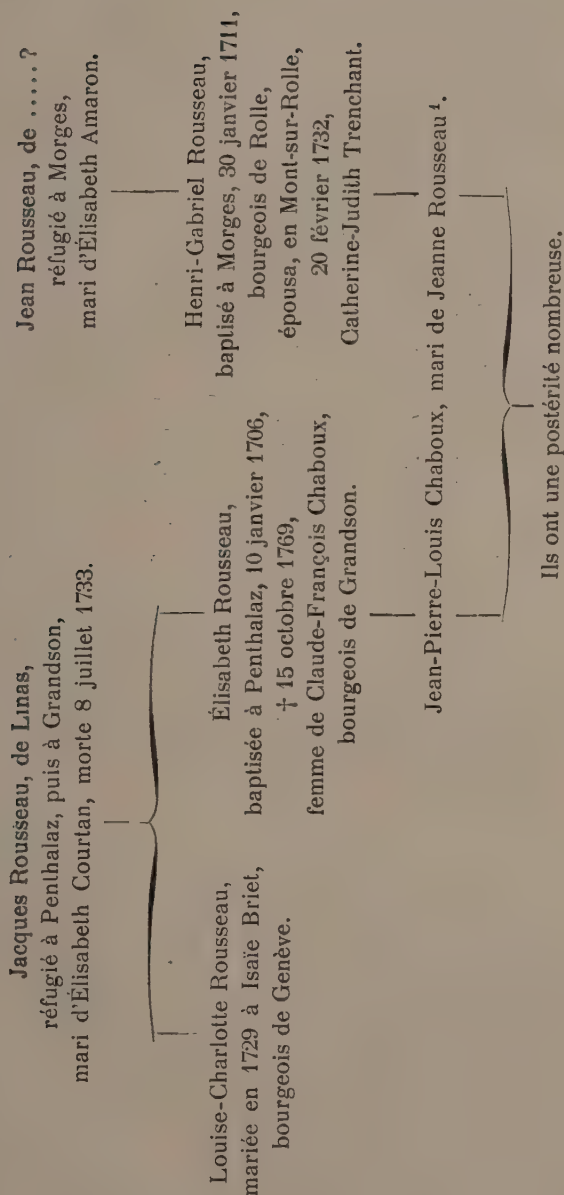 Jacques Rousseau, de Linas,
réfugié à Penthalaz, puis à Grandson,
mari d'Élisabeth Courtan, morte 8 juillet 1733.
Jean Rousseau, de .....?
réfugié à Morges,
mari d'Élisabeth Amaron.
Louise-Charlotte Rousseau,
mariée en 1729 à Isaïe Briet,
bourgeois de Genève.
Élisabeth Rousseau,
baptisée à Penthalaz, 10 janvier 1706,
† 15 octobre 1769,
femme de Claude-François Chaboux,
bourgeois de Grandson.
Henri-Gabriel Rousseau,
baptisé à Morges, 30 janvier 1711,
bourgeois de Rolle,
épousa, en Mont-sur-Rolle,
20 février 1732,
Catherine-Judith Trenchant.
Jean-Pierre-Louis Chaboux, mari de Jeanne Rousseau¹.
Ils ont une postérité nombreuse.